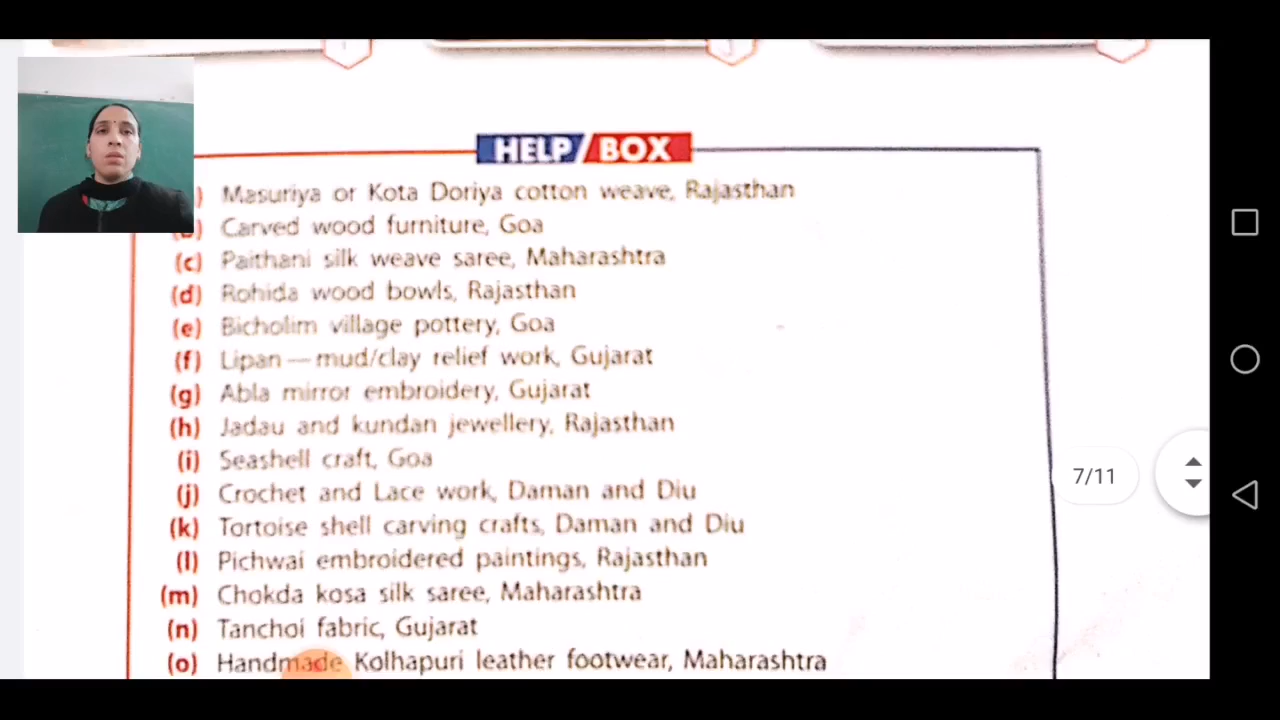 HELP/BOX
) Masuriya or Kota Doriya cotton weave, Rajasthan
Carved wood furniture, Goa
(c) Paithani silk weave saree, Maharashtra
(d) Rohida wood bowls, Rajasthan
(e) Bicholim village pottery, Goa
(f) Lipan — mud/clay relief work, Gujarat
(g) Abla mirror embroidery, Gujarat
(h) Jadau and kundan jewellery, Rajasthan
(i) Seashell craft, Goa
(j) Crochet and Lace work, Daman and Diu
(k) Tortoise shell carving crafts, Daman and Diu
(l) Pichwai embroidered paintings, Rajasthan
(m) Chokda kosa silk saree, Maharashtra
(n) Tanchoi fabric, Gujarat
(o) Handmade Kolhapuri leather footwear, Maharashtra
7/11